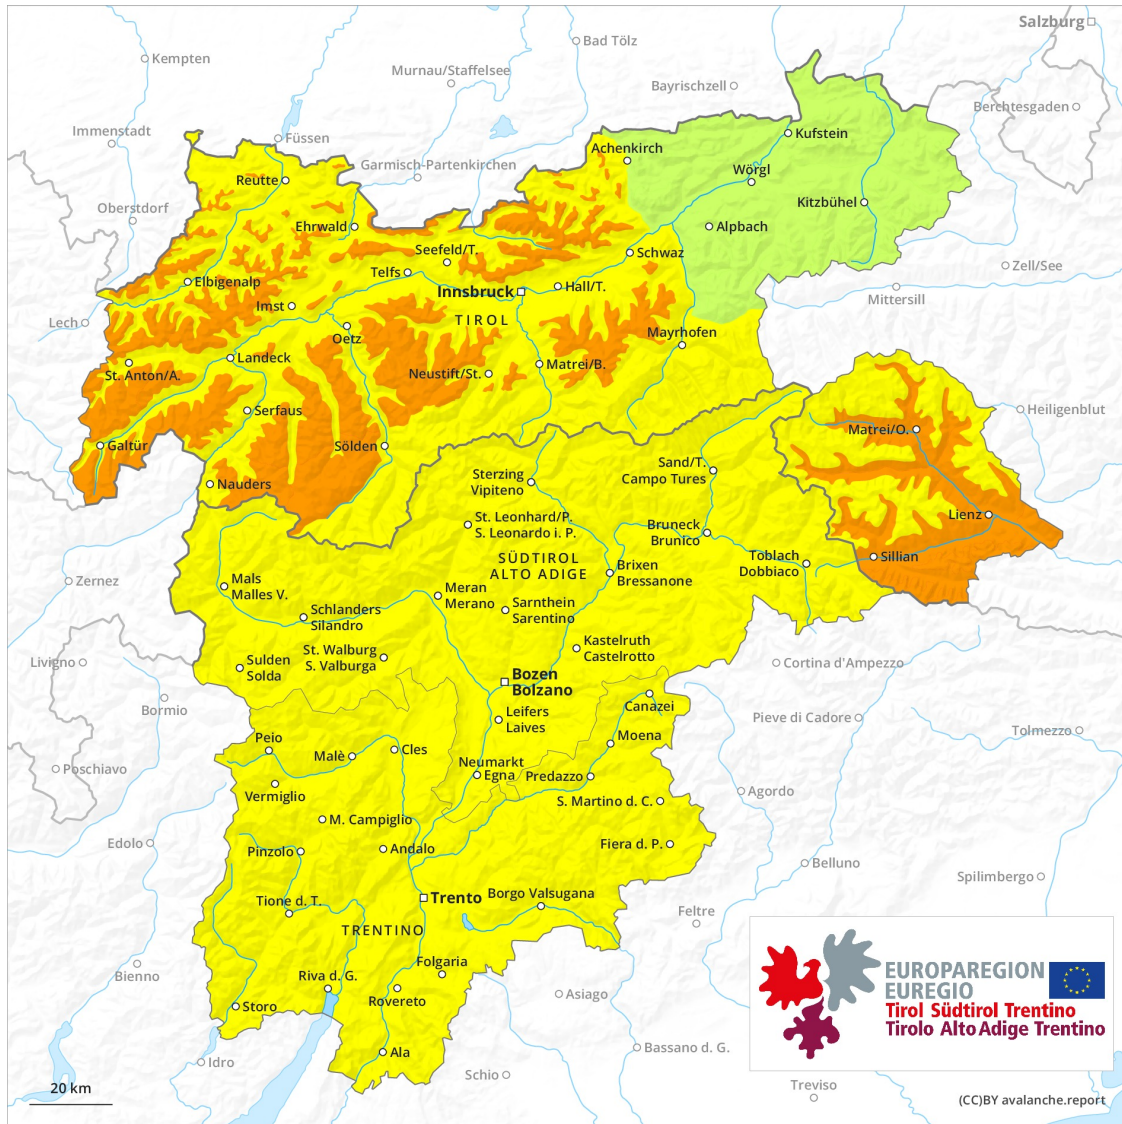 Salzburg
Bad Tölz
Kempten
Murnau/Staffelsee
Bayrischzell
Berchtesgaden
Immenstadt
Füssen
Kufstein
Achenkirch
Garmisch-Partenkirchen
Wörgl
Reutte
Oberstdorf
Kitzbühel
Ehrwald
Alpbach
Seefeld/T.
Schwaz
Telfs
Zell/See
Elbigenalp
Innsbruck
Hall/T.
Mittersill
Imst
TIROL
Lech
Oetz
Mayrhofen
Landeck
Matrei/B.
St. Anton/A.
Neustift/St.
Serfaus
Heiligenblut
Matrei/O.
Galtür
Sölden
Sand/T.
Campo Tures
Sterzing
Vipiteno
Nauders
Lienz
St. Leonhard/P.
S. Leonardo i. P.
Bruneck
Brunico
SÜDTIROL
ALTO ADIGE
Toblach
Dobbiaco
Sillian
Brixen
Bressanone
Zernez
Mals
Malles V.
Meran
Merano
Sarnthein
Sarentino
Schlanders
Silandro
Kastelruth
Castelrotto
St. Walburg
S. Valburga
Livigno
Sulden
Solda
Cortina d'Ampezzo
Bozen
Bolzano
Bormio
Canazei
Leifers
Laives
Pieve di Cadore
Tolmezzo
Peio
Moena
Malè
Cles
Poschiavo
Neumarkt
Egna
Predazzo
Vermiglio
Agordo
S. Martino d. C.
M. Campiglio
Edolo
Pinzolo
Andalo
Fiera d. P.
Belluno
Spilimbergo
Tione d. T.
Trento
Borgo Valsugana
Feltre
TRENTINO
Folgaria
Bienno
Riva d. G.
Rovereto
Asiago
Storo
EUROPAREGION
EUREGIO
Tirol Südtirol Trentino
Tirolo Alto Adige Trentino
Ala
Idro
Bassano d. G.
Schio
20 km
Treviso
(CC)BY avalanche.report